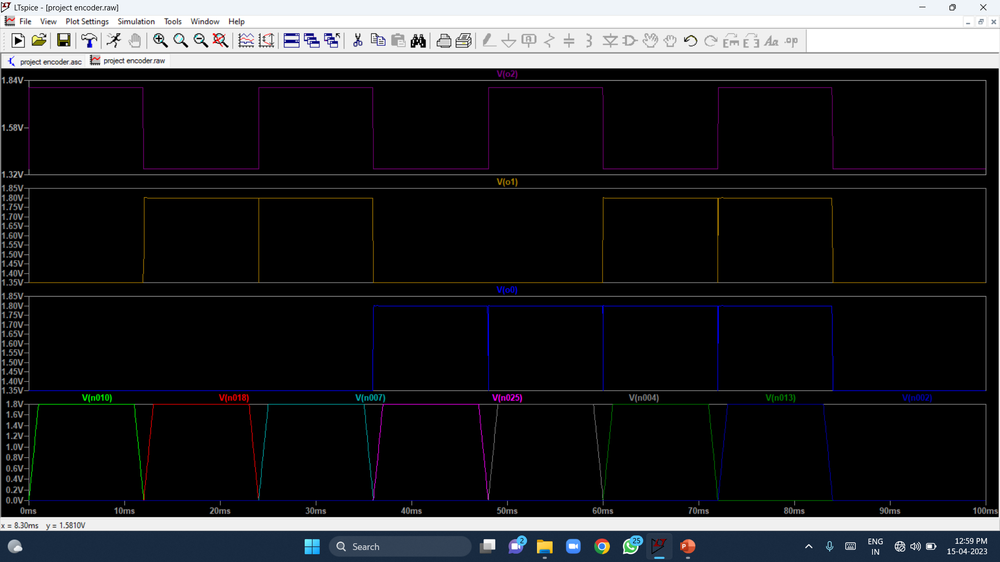 LTspice - [project encoder.raw]
File View Plot Settings Simulation Tools Window Help
A Aa .op
project encoder.asc project encoder.raw
V(o2)
1.84V
1.58V
1.32V
V(o1)
1.85V
1.80V
1.75V
1.70V
1.65V
1.60V
1.55V
1.50V
1.45V
1.40V
1.35V
V(o0)
1.85V
1.80V
1.75V
1.70V
1.65V
1.60V
1.55V
1.50V
1.45V
1.40V
1.35V
V(n010) V(n018) V(n007) V(n025) V(n004) V(n013) V(n002)
1.8V
1.6V
1.4V
1.2V
1.0V
0.8V
0.6V
0.4V
0.2V
0.0V
0ms 10ms 20ms 30ms 40ms 50ms 60ms 70ms 80ms 90ms 100ms
x = 8.30ms y = 1.5810V
Search
2
25
P
ENG
IN
12:59 PM
15-04-2023